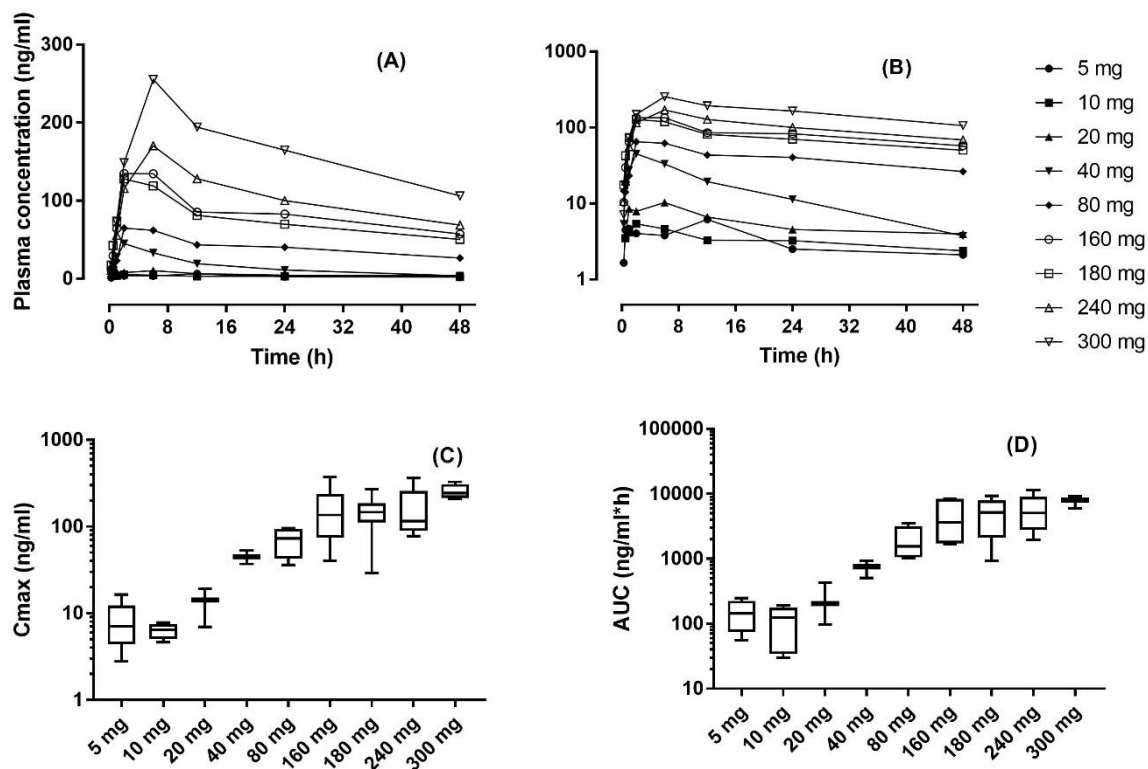 (A)
Plasma concentration (ng/ml)
300
200
100
0
0 8 16 24 32 40 48
Time (h)
(B)
1000
100
10
1
0 8 16 24 32 40 48
Time (h)
5 mg
10 mg
20 mg
40 mg
80 mg
160 mg
180 mg
240 mg
300 mg
(C)
Cmax (ng/ml)
1000
100
10
1
5 mg 10 mg 20 mg 40 mg 80 mg 160 mg 180 mg 240 mg 300 mg
(D)
AUC (ng/ml*h)
100000
10000
1000
100
10
5 mg 10 mg 20 mg 40 mg 80 mg 160 mg 180 mg 240 mg 300 mg